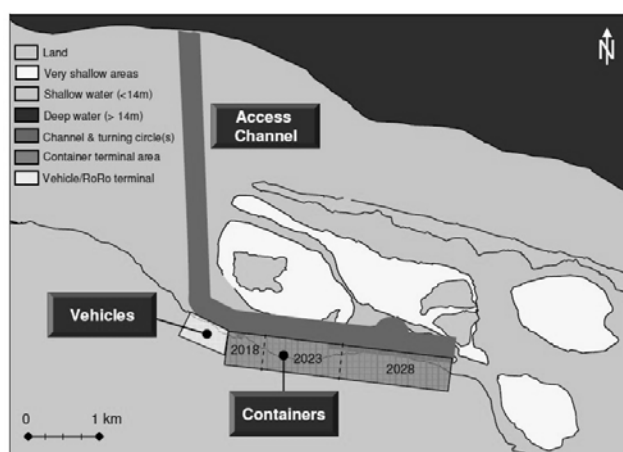 Land
Very shallow areas
Shallow water (<14m)
Deep water (> 14m)
Channel & turning circle(s)
Container terminal area
Vehicle/RoRo terminal
N
Access
Channel
Vehicles
2018
2023
2028
Containers
0 1 km